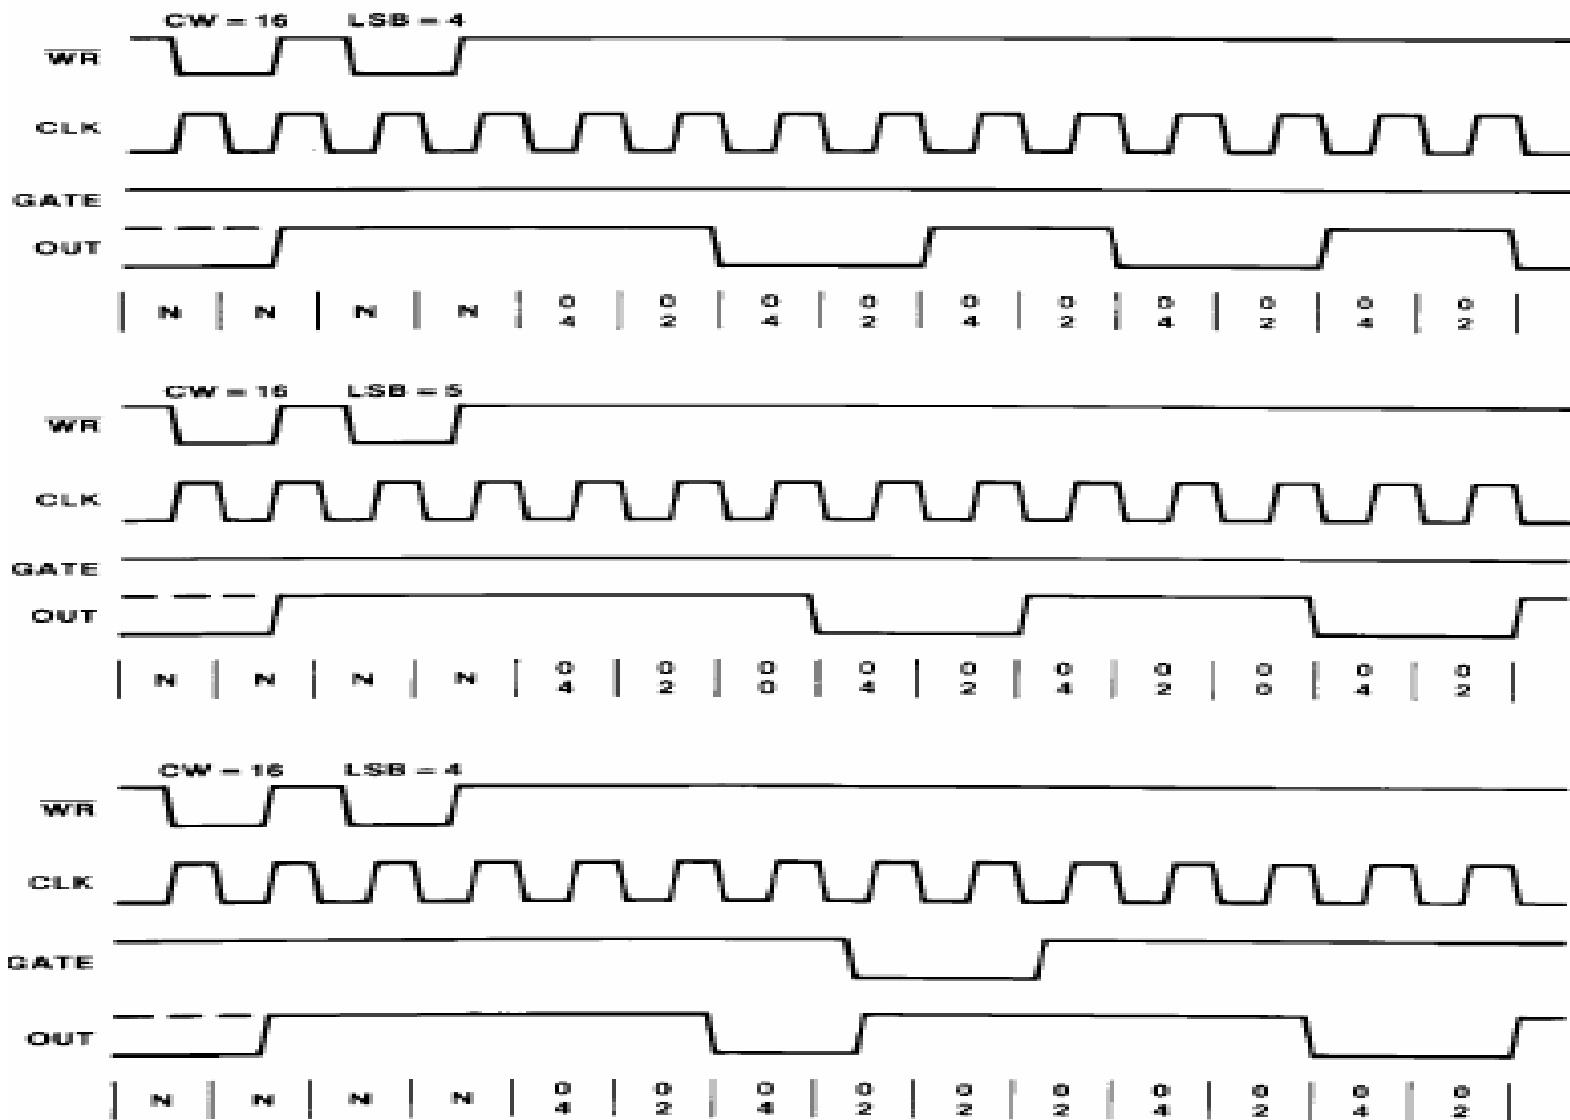 CW = 16 LSB = 4
WR
CLK
GATE
OUT
N N N N 04 02 04 02 04 02 04 02 04 02
CW = 16 LSB = 5
WR
CLK
GATE
OUT
N N N N 04 02 00 04 02 04 02 00 04 02
CW = 16 LSB = 4
WR
CLK
GATE
OUT
N N N N 04 02 04 02 02 02 04 02 04 02